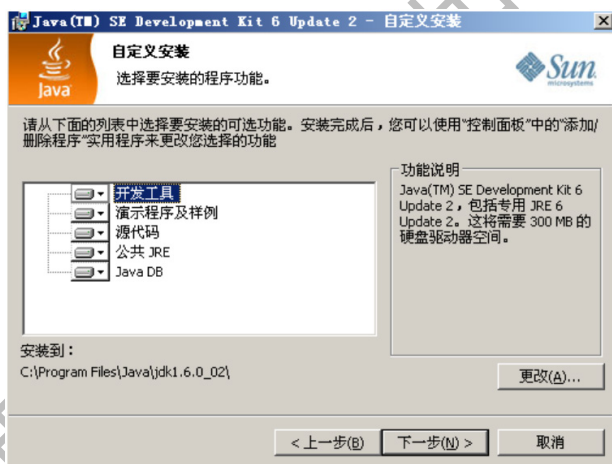 Java(TM) SE Development Kit 6 Update 2 - 自定义安装
自定义安装
选择要安装的程序功能。
Java
Sun
microsystems
请从下面的列表中选择要安装的可选功能。安装完成后，您可以使用“控制面板”中的“添加/
删除程序”实用程序来更改您选择的功能
功能说明
开发工具
演示程序及样例
源代码
公共 JRE
Java DB
Java(TM) SE Development Kit 6
Update 2，包括专用 JRE 6
Update 2。这将需要 300 MB 的
硬盘驱动器空间。
安装到：
C:\Program Files\Java\jdk1.6.0_02\
更改(A)...
< 上一步(B)
下一步(N) >
取消